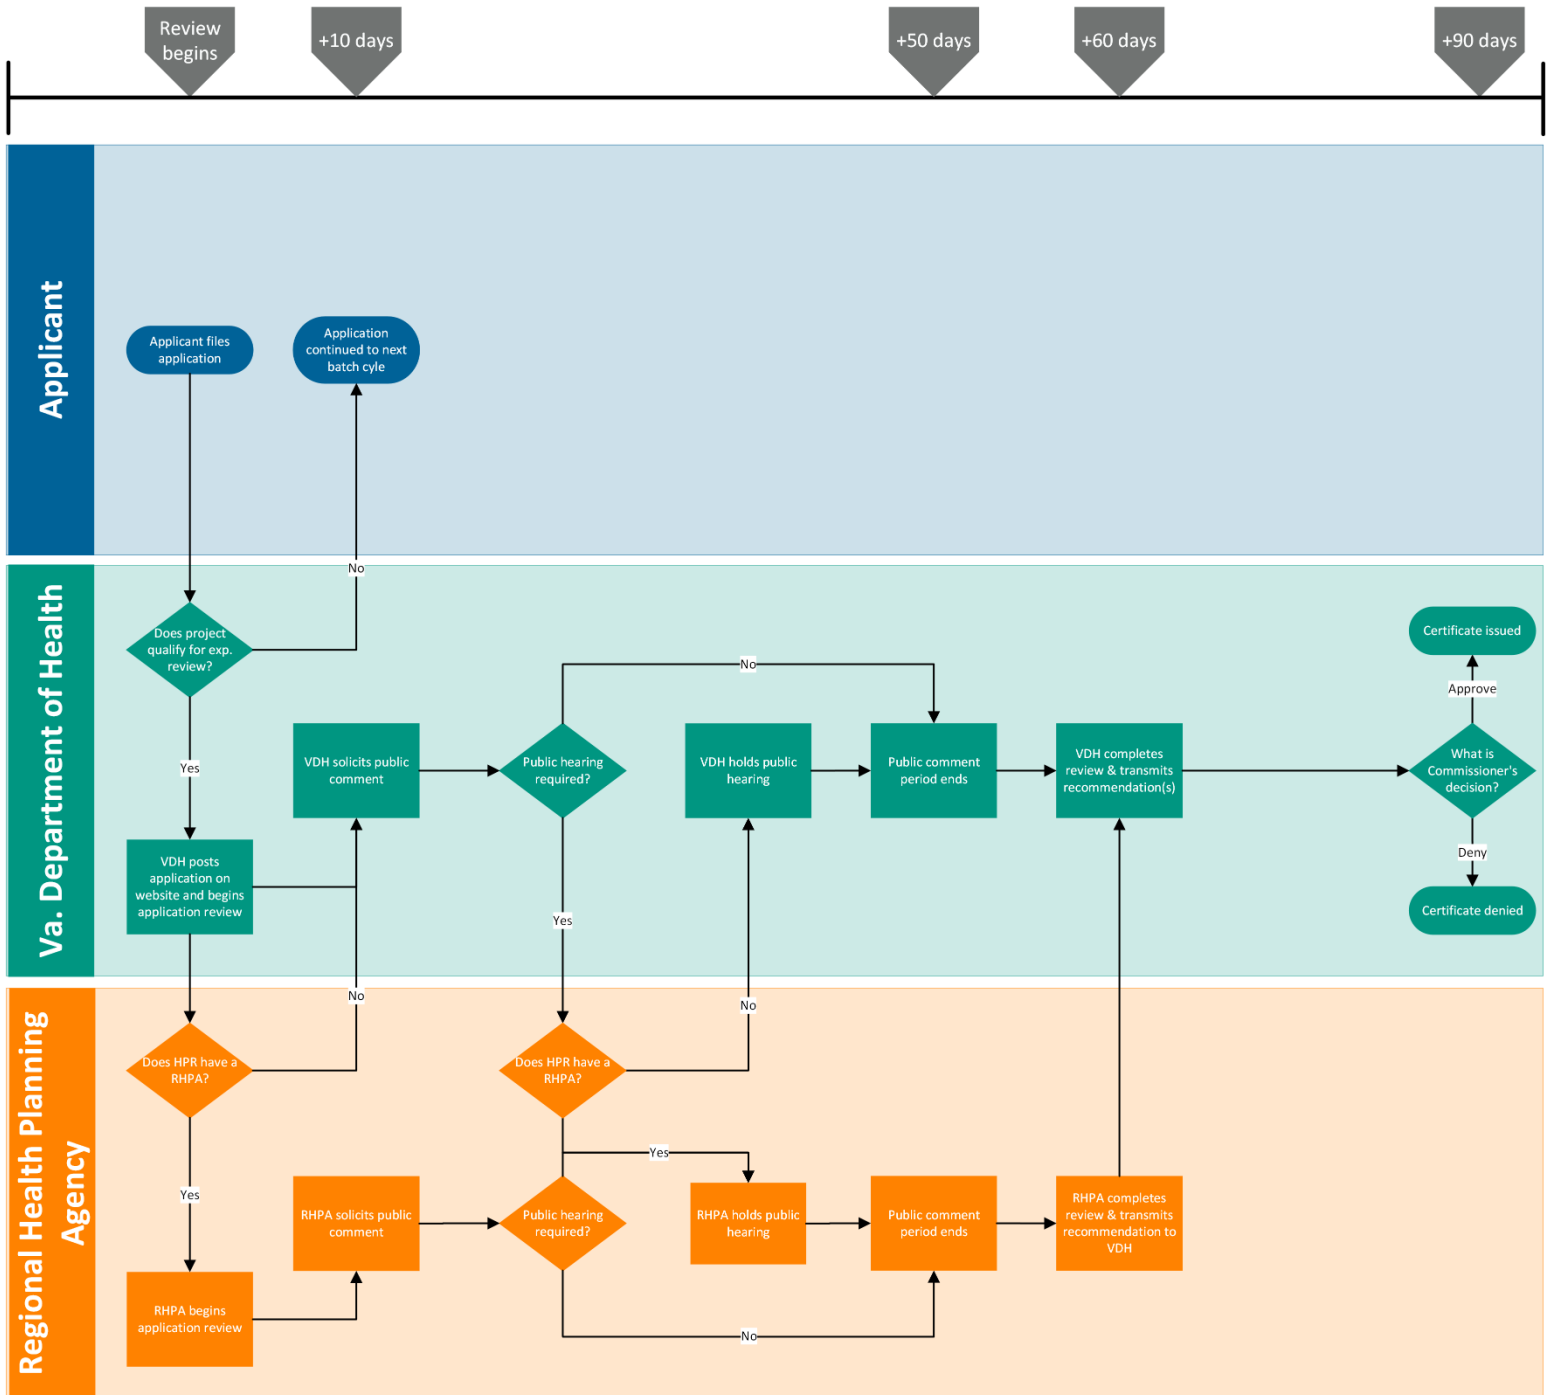 Review
begins
+10 days
+50 days
+60 days
+90 days
Applicant
Applicant files
application
Application
continued to next
batch cyle
No
Va. Department of Health
Does project
qualify for exp.
review?
Yes
VDH posts
application on
website and begins
application review
VDH solicits public
comment
Public hearing
required?
No
Yes
VDH holds public
hearing
Public comment
period ends
VDH completes
review & transmits
recommendation(s)
What is
Commissioner's
decision?
Approve
Certificate issued
Deny
Certificate denied
Regional Health Planning
Agency
Does HPR have a
RHPA?
No
Yes
RHPA begins
application review
RHPA solicits public
comment
Does HPR have a
RHPA?
No
Yes
Public hearing
required?
No
RHPA holds public
hearing
Public comment
period ends
RHPA completes
review & transmits
recommendation to
VDH